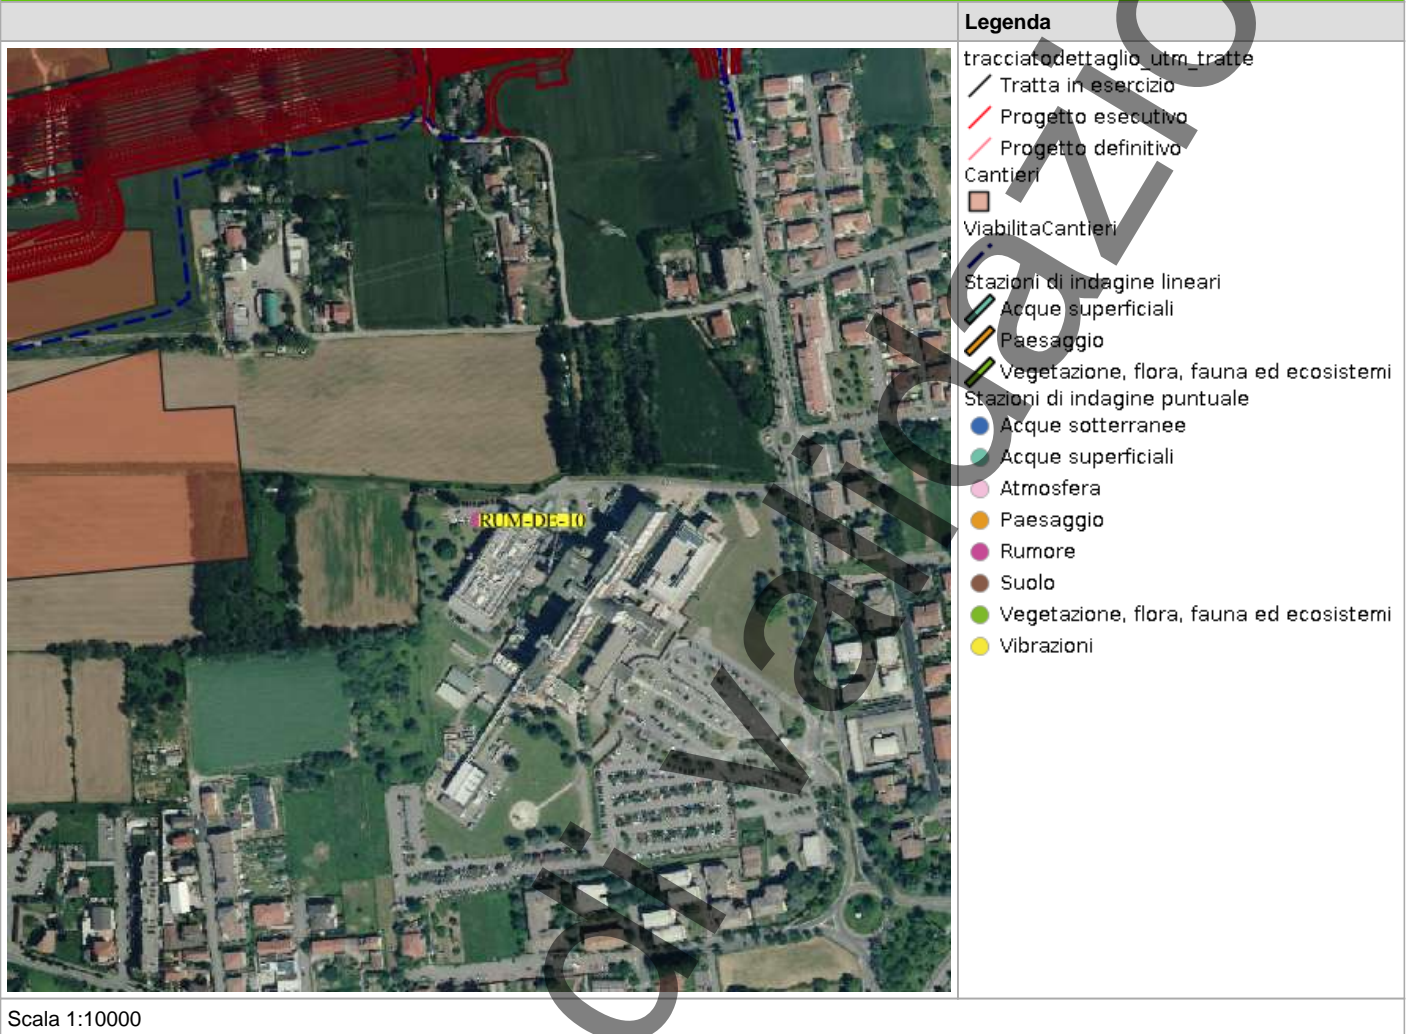 Legenda
tracciatodettaglio_utm_tratte
Tratta in esercizio
Progetto esecutivo
Progetto definitivo
Cantieri
ViabilitaCantieri
Stazioni di indagine lineari
Acque superficiali
Paesaggio
Vegetazione, flora, fauna ed ecosistemi
Stazioni di indagine puntuale
Acque sotterranee
Acque superficiali
Atmosfera
Paesaggio
Rumore
Suolo
Vegetazione, flora, fauna ed ecosistemi
Vibrazioni
RUM-DE-10
di validazio
Scala 1:10000